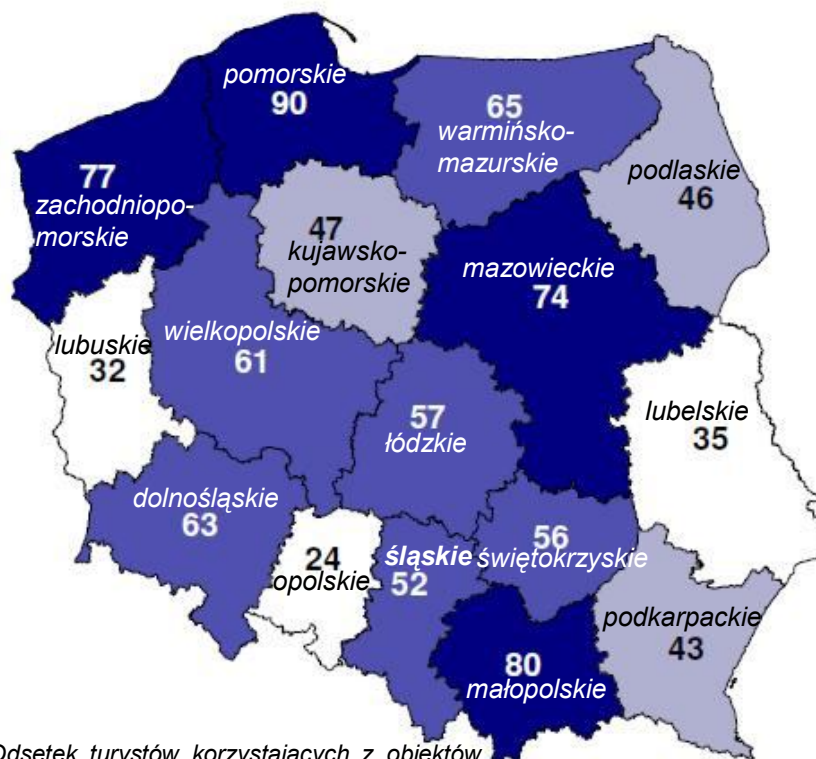 pomorskie
90
65
warmińsko-
mazurskie
77
zachodniopo-
morskie
podlaskie
46
47
kujawsko-
pomorskie
mazowieckie
74
lubuskie
32
wielkopolskie
61
57
łódzkie
lubelskie
35
dolnośląskie
63
24
opolskie
śląskie
52
56
świętokrzyskie
podkarpackie
43
80
małopolskie
Odsetek turystów korzystających z obiektów